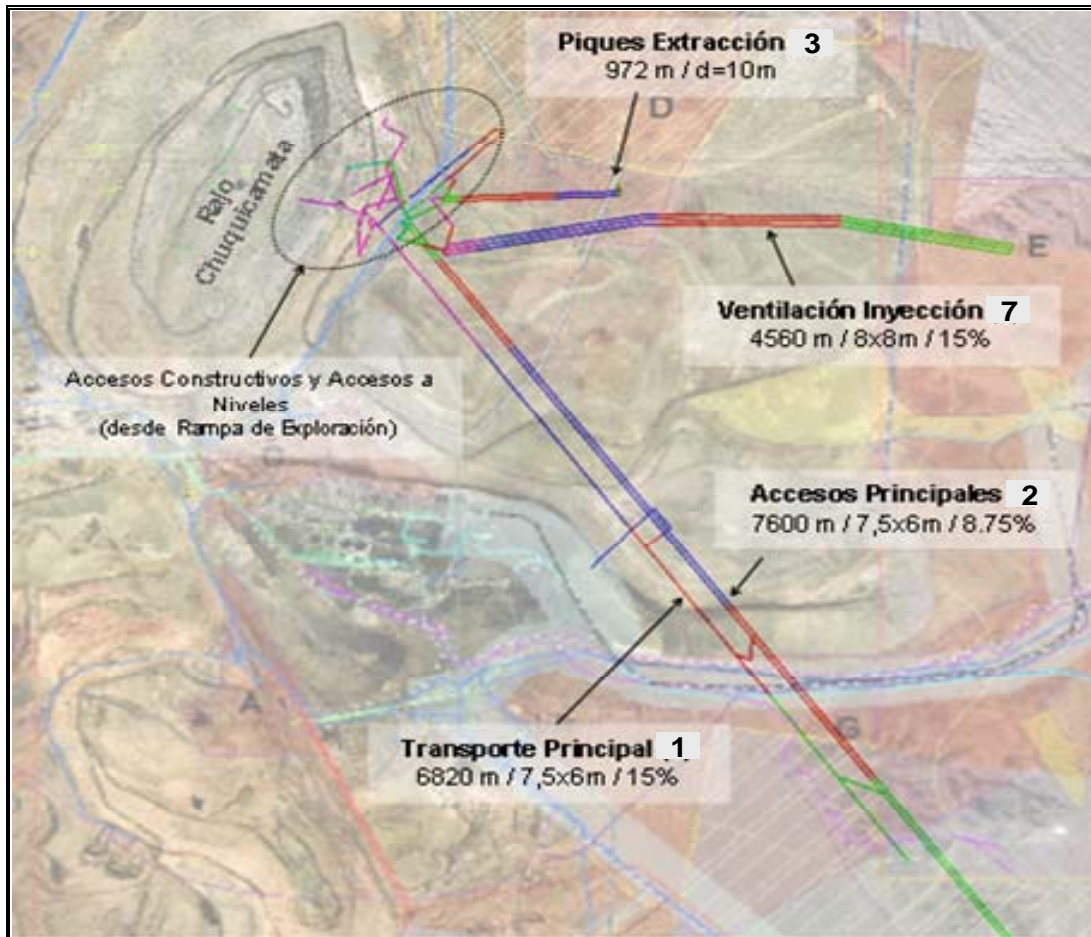 Piques Extracción 3
972 m / d=10m
D
Rajo
Chuquicamata
E
Ventilación Inyección 7
4560 m / 8x8m / 15%
Accesos Constructivos y Accesos a
Niveles
(desde Rampa de Exploración)
Accesos Principales 2
7600 m / 7,5x6m / 8.75%
A
G
Transporte Principal 1
6820 m / 7,5x6m / 15%